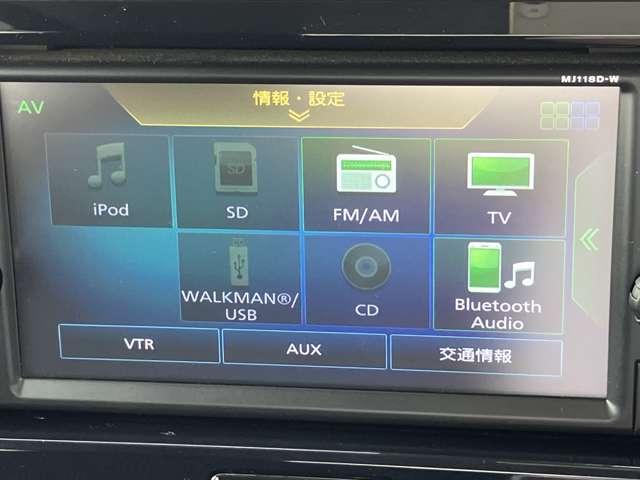 MJ118D-W
AV
情報・設定
iPod
SD
FM/AM
TV
WALKMAN®/
USB
CD
Bluetooth
Audio
VTR
AUX
交通情報